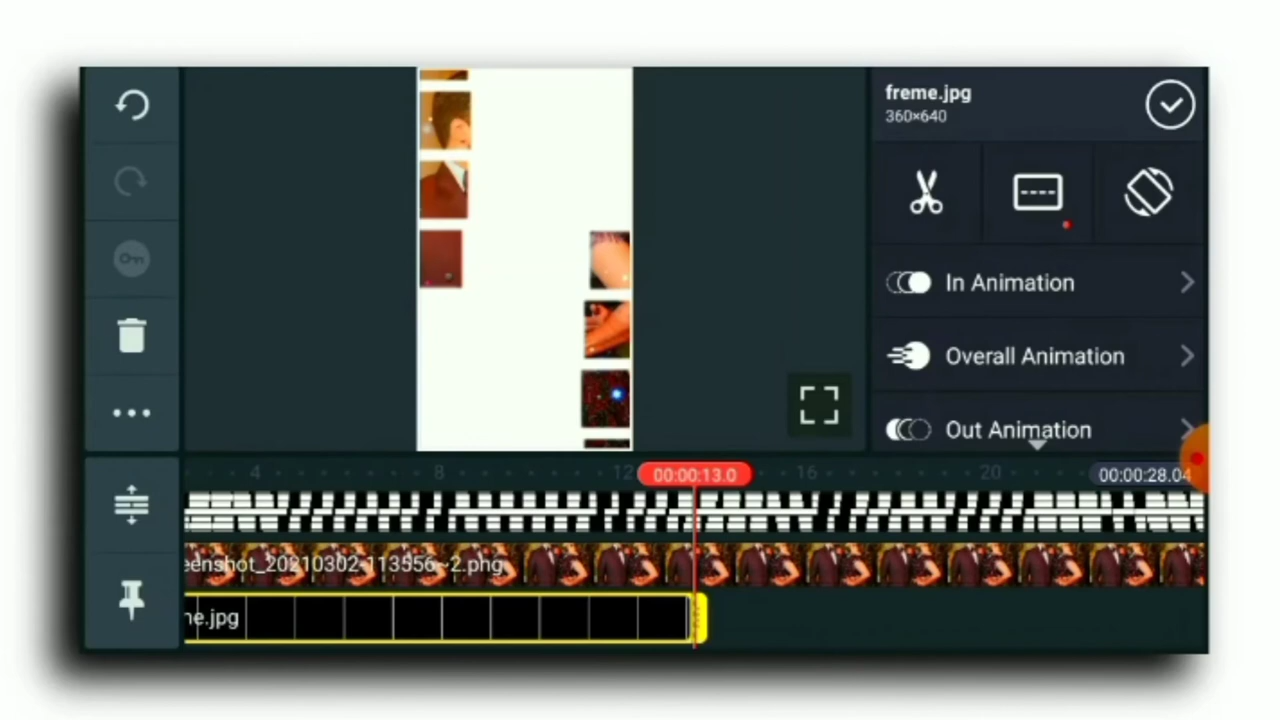 freme.jpg
360×640
In Animation
Overall Animation
Out Animation
4
8
12
00:00:13.0
16
20
00:00:28.04
eenshot_20210302-113556~2.png
ne.jpg